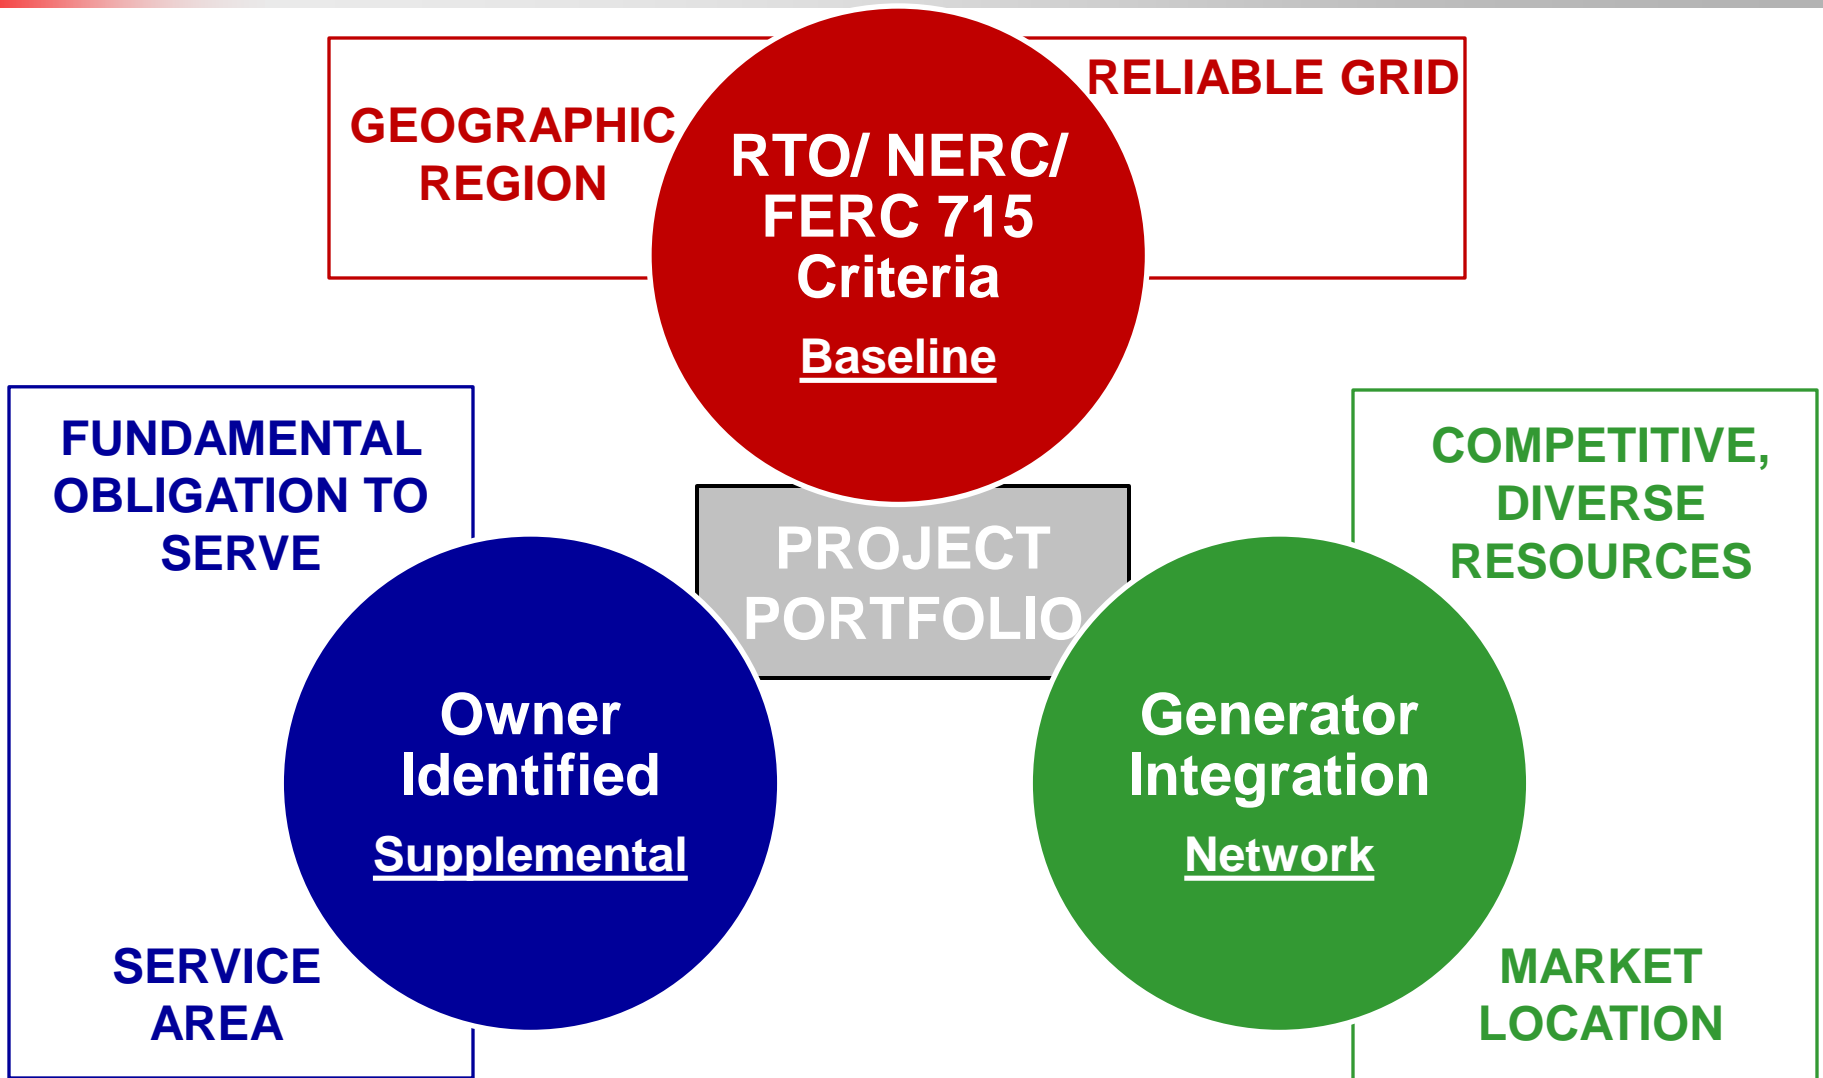 GEOGRAPHIC
REGION
RELIABLE GRID
RTO/ NERC/
FERC 715
Criteria
Baseline
FUNDAMENTAL
OBLIGATION TO
SERVE
PROJECT
PORTFOLIO
COMPETITIVE,
DIVERSE
RESOURCES
Owner
Identified
Supplemental
Generator
Integration
Network
SERVICE
AREA
MARKET
LOCATION